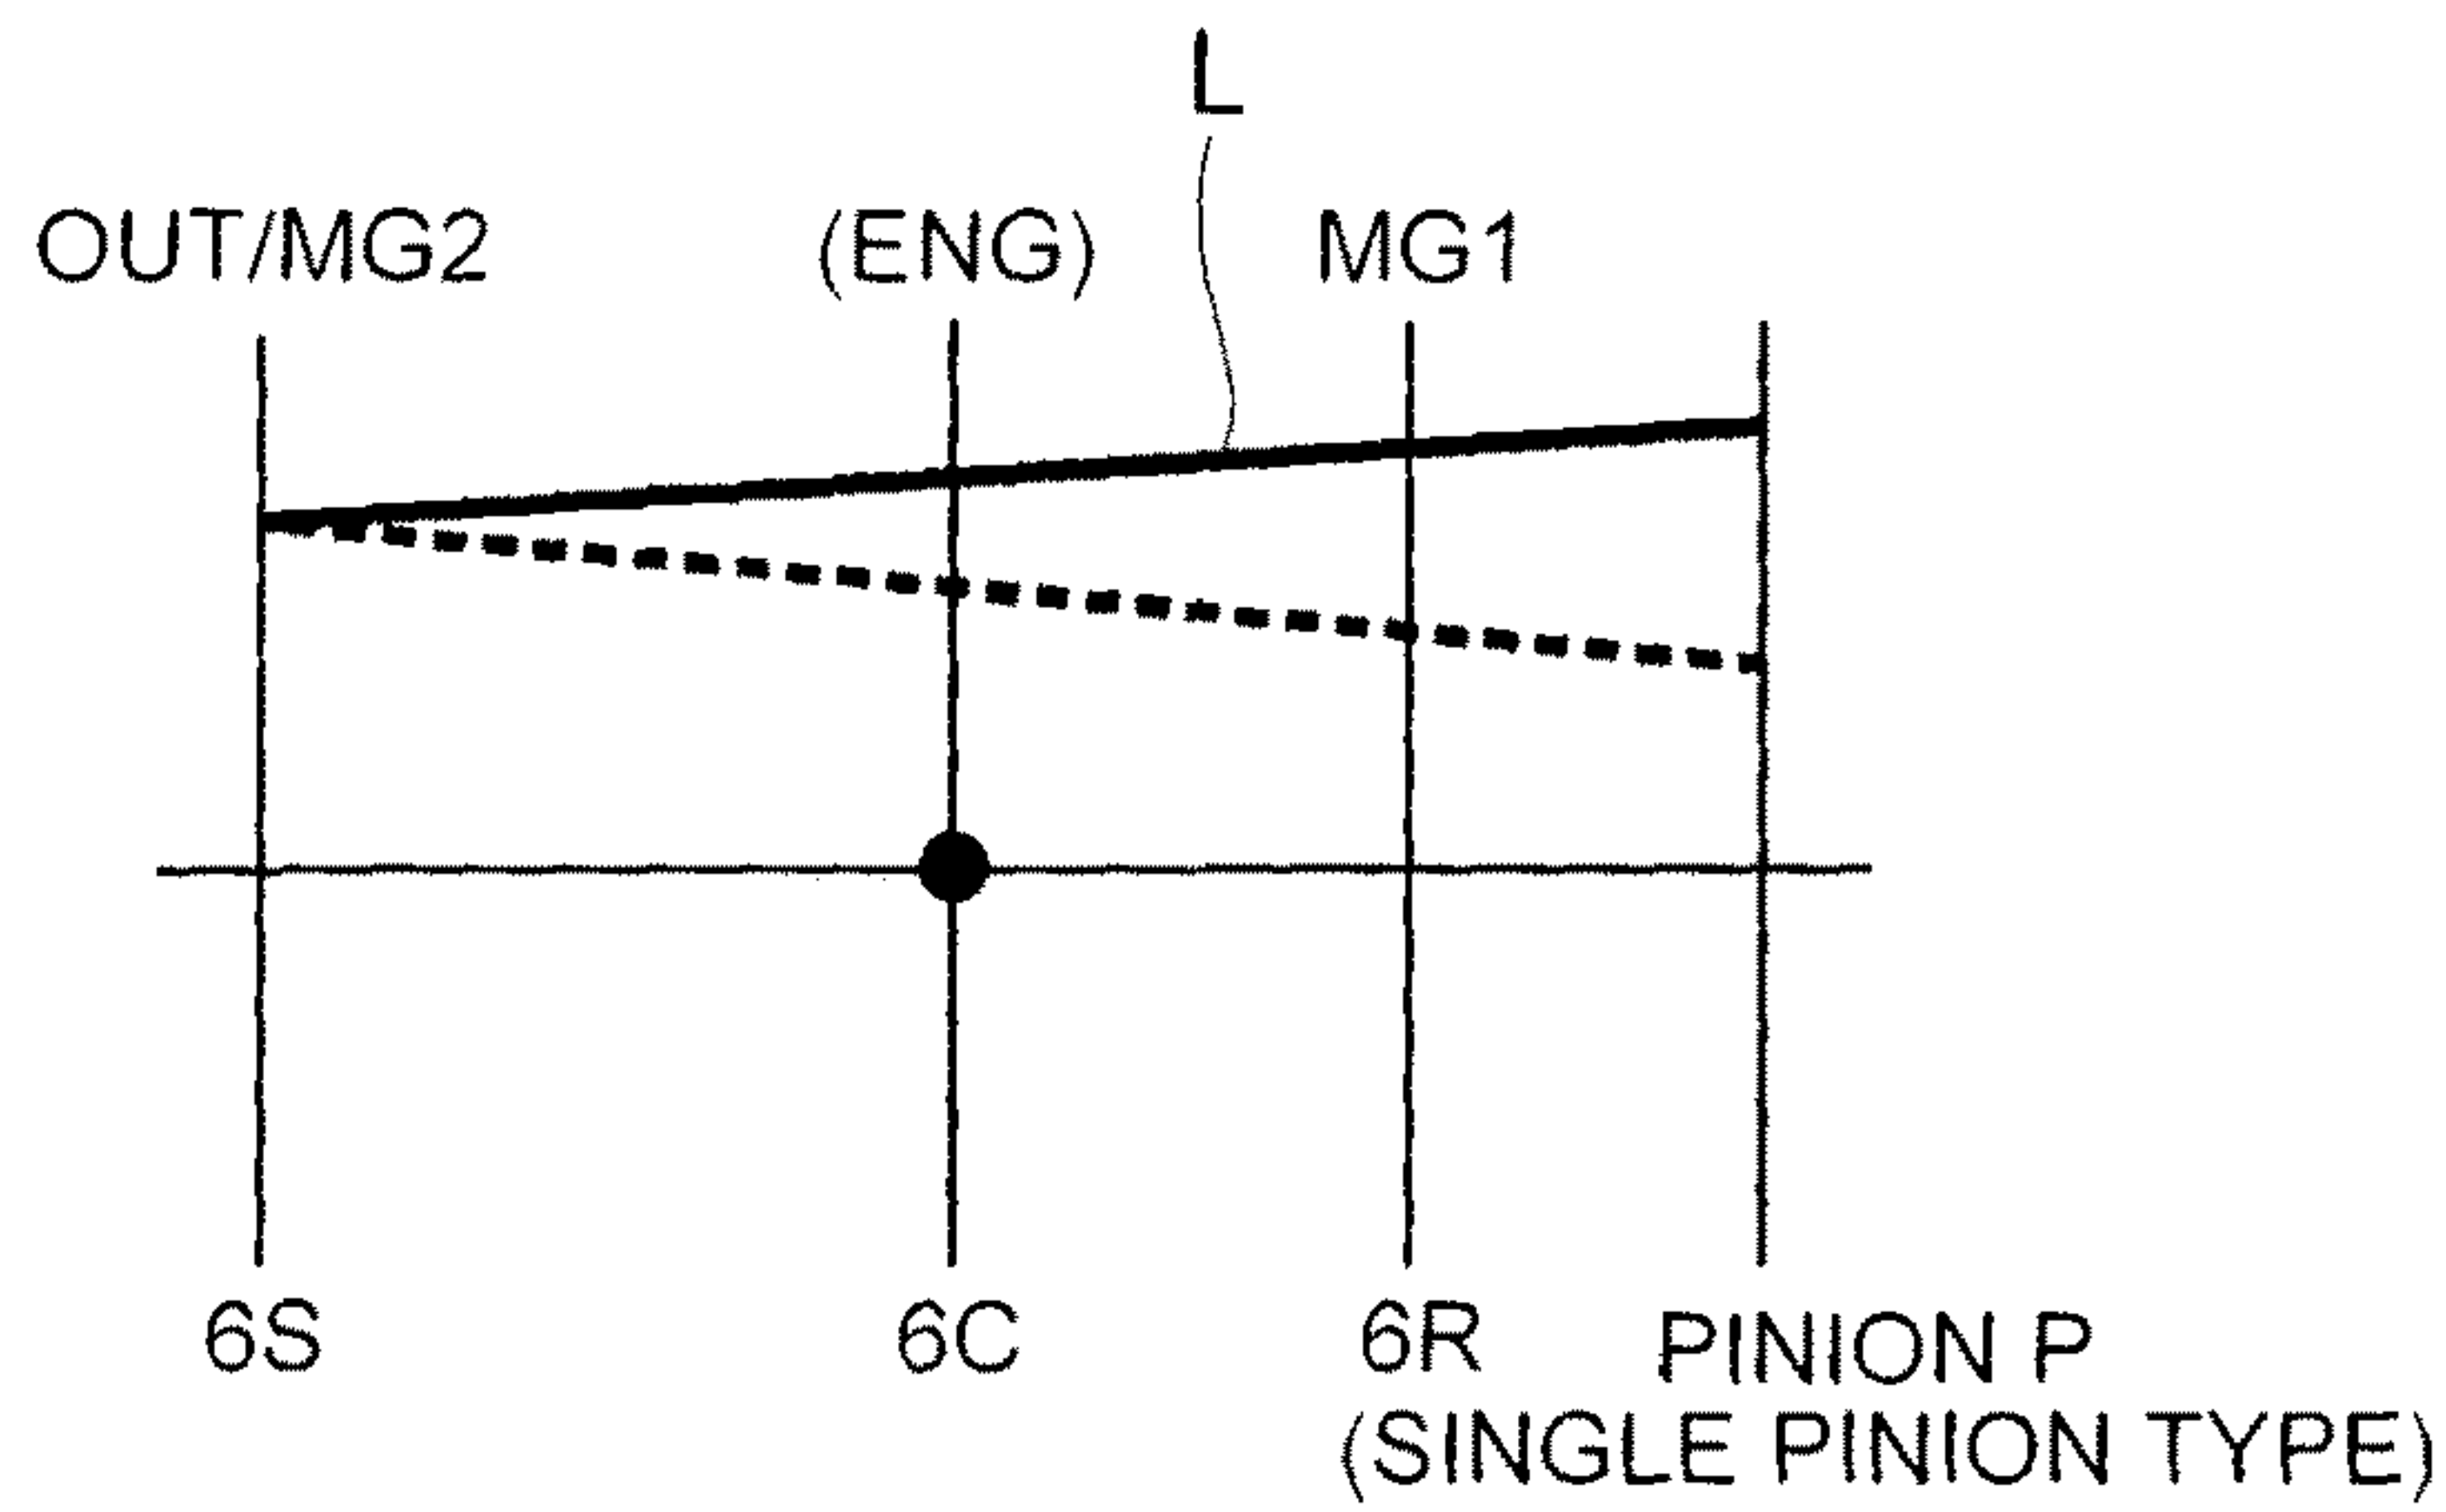 L
OUT/MG2 (ENG) MG1
6S 6C 6R PINION P
(SINGLE PINION TYPE)